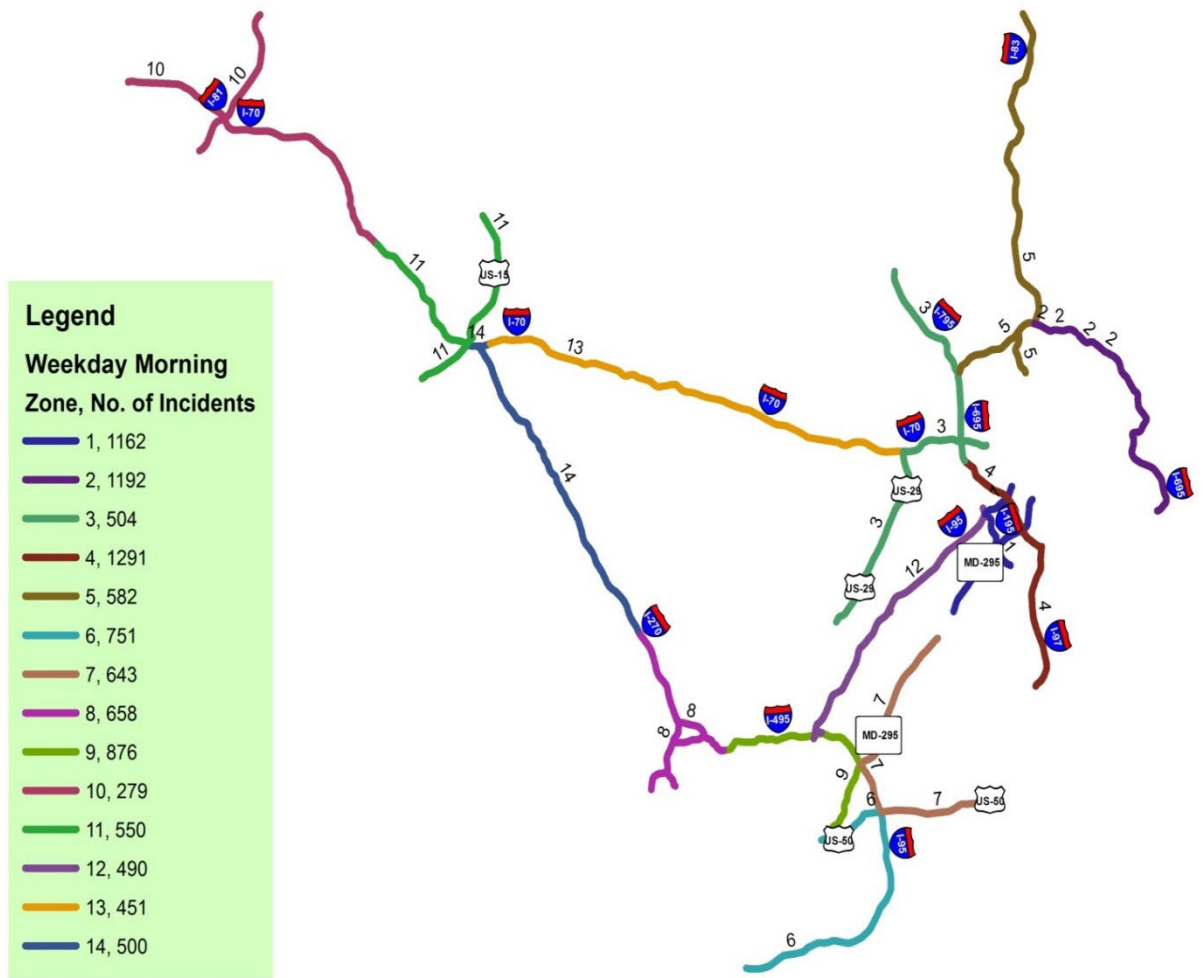 Legend
Weekday Morning
Zone, No. of Incidents
1, 1162
2, 1192
3, 504
4, 1291
5, 582
6, 751
7, 643
8, 658
9, 876
10, 279
11, 550
12, 490
13, 451
14, 500
10
10
I-81
I-70
11
11
US-15
11
14
I-70
13
I-70
14
I-270
8
8
I-495
I-83
5
2
2
2
2
5
5
3
I-795
I-695
I-70
3
US-29
3
US-29
4
I-195
I-95
1
MD-295
12
4
I-97
I-695
7
MD-295
7
9
6
7
US-50
US-50
I-95
6